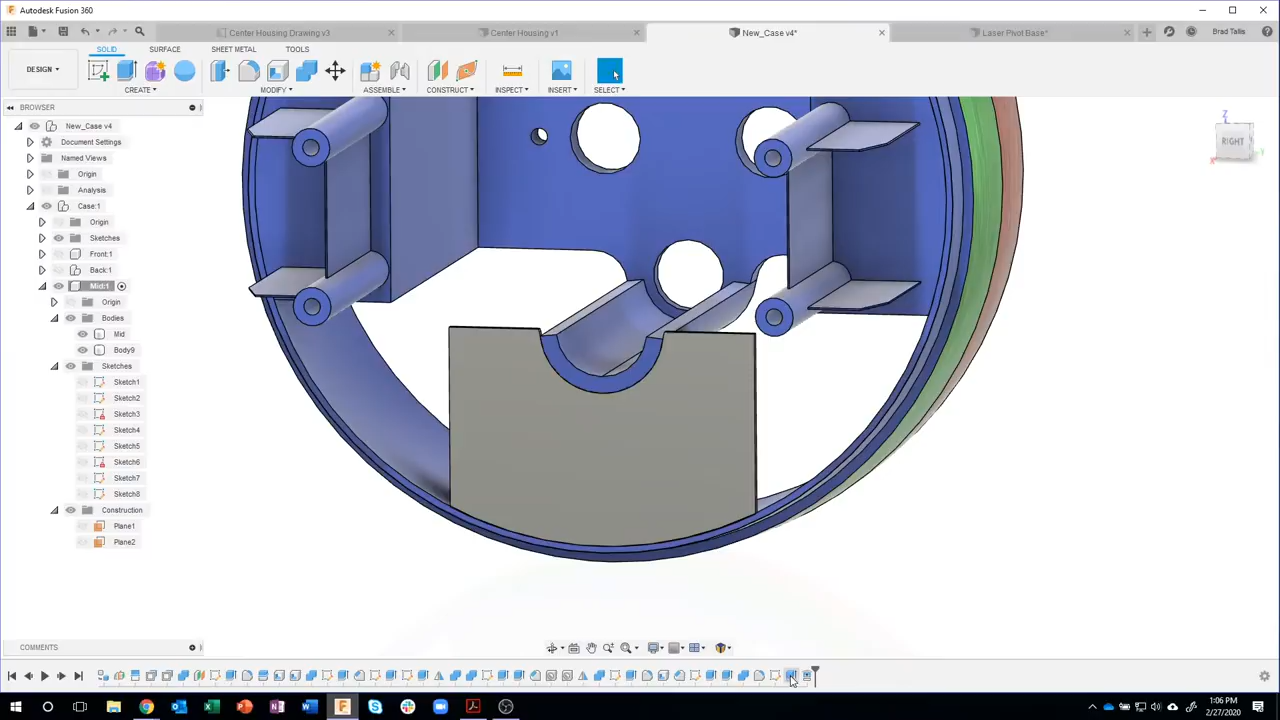 Autodesk Fusion 360
Center Housing Drawing v3
Center Housing v1
New_Case v4*
Laser Pivot Base*
Brad Tallis
SOLID
SURFACE
SHEET METAL
TOOLS
DESIGN
CREATE
MODIFY
ASSEMBLE
CONSTRUCT
INSPECT
INSERT
SELECT
BROWSER
New_Case v4
Document Settings
Named Views
Origin
Analysis
Case:1
Origin
Sketches
Front:1
Back:1
Mid:1
Origin
Bodies
Mid
Body9
Sketches
Sketch1
Sketch2
Sketch3
Sketch4
Sketch5
Sketch6
Sketch7
Sketch8
Construction
Plane1
Plane2
Z
RIGHT
X
Y
COMMENTS
1:06 PM
2/27/2020